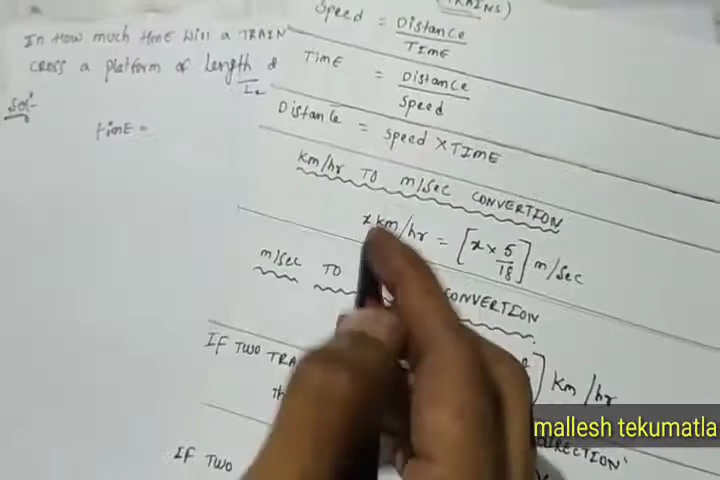 In How much time will a TRAIN
CROSS a platform of Length
Sol:-
time =
TRAINS)
Speed = Distance / TIME
TIME = Distance / Speed
Distance = Speed X TIME
Km/hr TO m/sec CONVERTION
x km/hr = [x × 5/18] m/sec
m/sec TO CONVERTION
] km/hr
IF TWO TRA
DIRECTION'
IF TWO
mallesh tekumatla